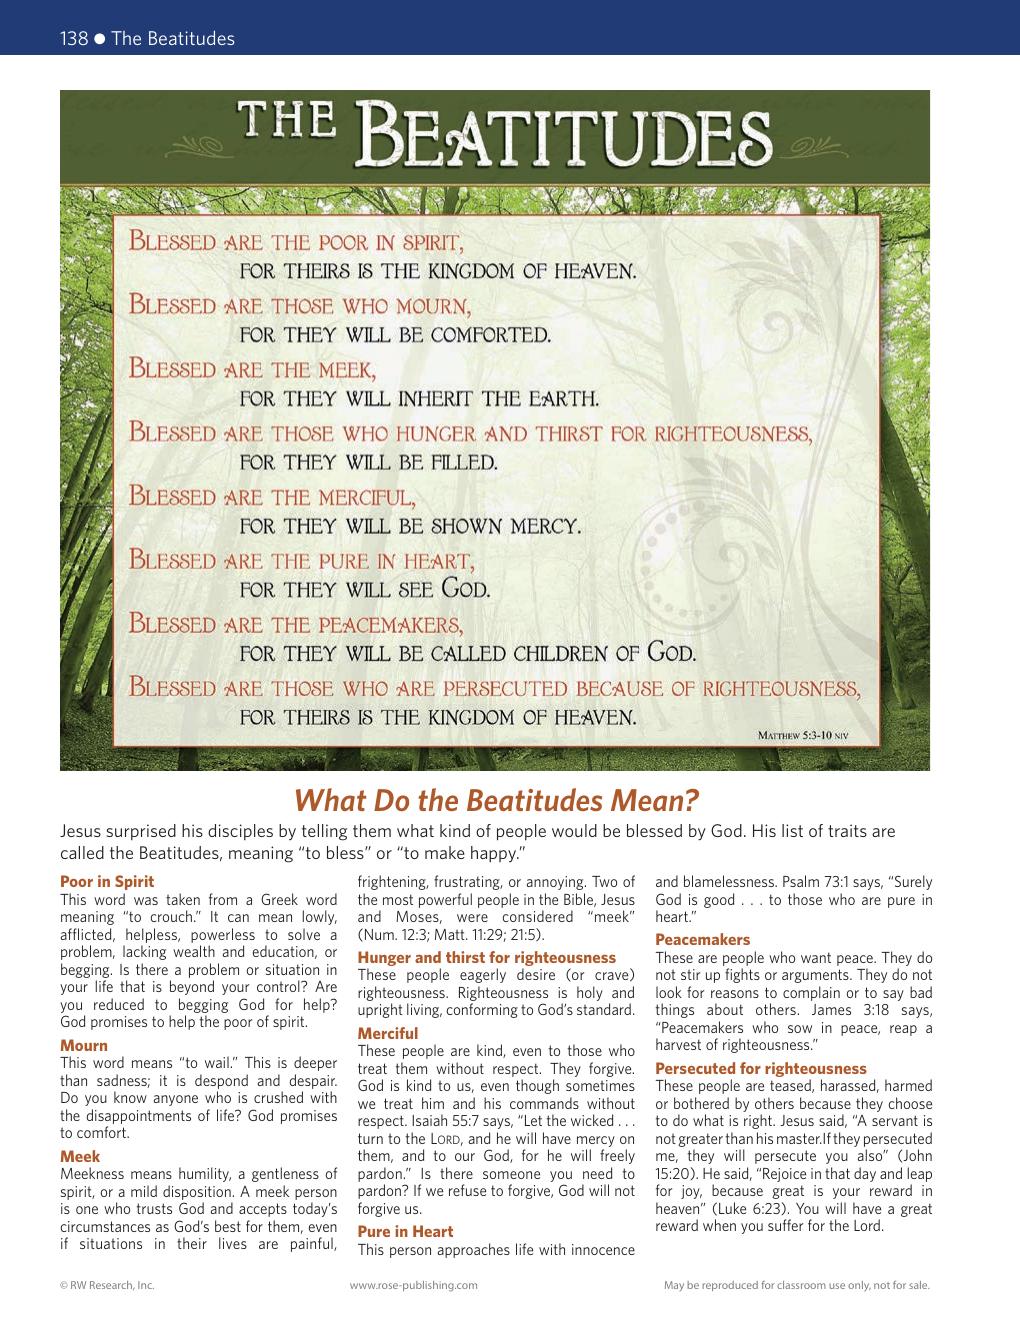 138 ● The Beatitudes
THE BEATITUDES
BLESSED ARE THE POOR IN SPIRIT,
FOR THEIRS IS THE KINGDOM OF HEAVEN.
BLESSED ARE THOSE WHO MOURN,
FOR THEY WILL BE COMFORTED.
BLESSED ARE THE MEEK,
FOR THEY WILL INHERIT THE EARTH.
BLESSED ARE THOSE WHO HUNGER AND THIRST FOR RIGHTEOUSNESS,
FOR THEY WILL BE FILLED.
BLESSED ARE THE MERCIFUL,
FOR THEY WILL BE SHOWN MERCY.
BLESSED ARE THE PURE IN HEART,
FOR THEY WILL SEE GOD.
BLESSED ARE THE PEACEMAKERS,
FOR THEY WILL BE CALLED CHILDREN OF GOD.
BLESSED ARE THOSE WHO ARE PERSECUTED BECAUSE OF RIGHTEOUSNESS,
FOR THEIRS IS THE KINGDOM OF HEAVEN.
MATTHEW 5:3-10 NIV
What Do the Beatitudes Mean?
Jesus surprised his disciples by telling them what kind of people would be blessed by God. His list of traits are
called the Beatitudes, meaning “to bless” or “to make happy.”
Poor in Spirit
This word was taken from a Greek word
meaning “to crouch.” It can mean lowly,
afflicted, helpless, powerless to solve a
problem, lacking wealth and education, or
begging. Is there a problem or situation in
your life that is beyond your control? Are
you reduced to begging God for help?
God promises to help the poor of spirit.
Mourn
This word means “to wail.” This is deeper
than sadness; it is despond and despair.
Do you know anyone who is crushed with
the disappointments of life? God promises
to comfort.
Meek
Meekness means humility, a gentleness of
spirit, or a mild disposition. A meek person
is one who trusts God and accepts today’s
circumstances as God’s best for them, even
if situations in their lives are painful,
frightening, frustrating, or annoying. Two of
the most powerful people in the Bible, Jesus
and Moses, were considered “meek”
(Num. 12:3; Matt. 11:29; 21:5).
Hunger and thirst for righteousness
These people eagerly desire (or crave)
righteousness. Righteousness is holy and
upright living, conforming to God’s standard.
Merciful
These people are kind, even to those who
treat them without respect. They forgive.
God is kind to us, even though sometimes
we treat him and his commands without
respect. Isaiah 55:7 says, “Let the wicked . . .
turn to the LORD, and he will have mercy on
them, and to our God, for he will freely
pardon.” Is there someone you need to
pardon? If we refuse to forgive, God will not
forgive us.
Pure in Heart
This person approaches life with innocence
and blamelessness. Psalm 73:1 says, “Surely
God is good . . . to those who are pure in
heart.”
Peacemakers
These are people who want peace. They do
not stir up fights or arguments. They do not
look for reasons to complain or to say bad
things about others. James 3:18 says,
“Peacemakers who sow in peace, reap a
harvest of righteousness.”
Persecuted for righteousness
These people are teased, harassed, harmed
or bothered by others because they choose
to do what is right. Jesus said, “A servant is
not greater than his master.If they persecuted
me, they will persecute you also” (John
15:20). He said, “Rejoice in that day and leap
for joy, because great is your reward in
heaven” (Luke 6:23). You will have a great
reward when you suffer for the Lord.
© RW Research, Inc.
www.rose-publishing.com
May be reproduced for classroom use only, not for sale.